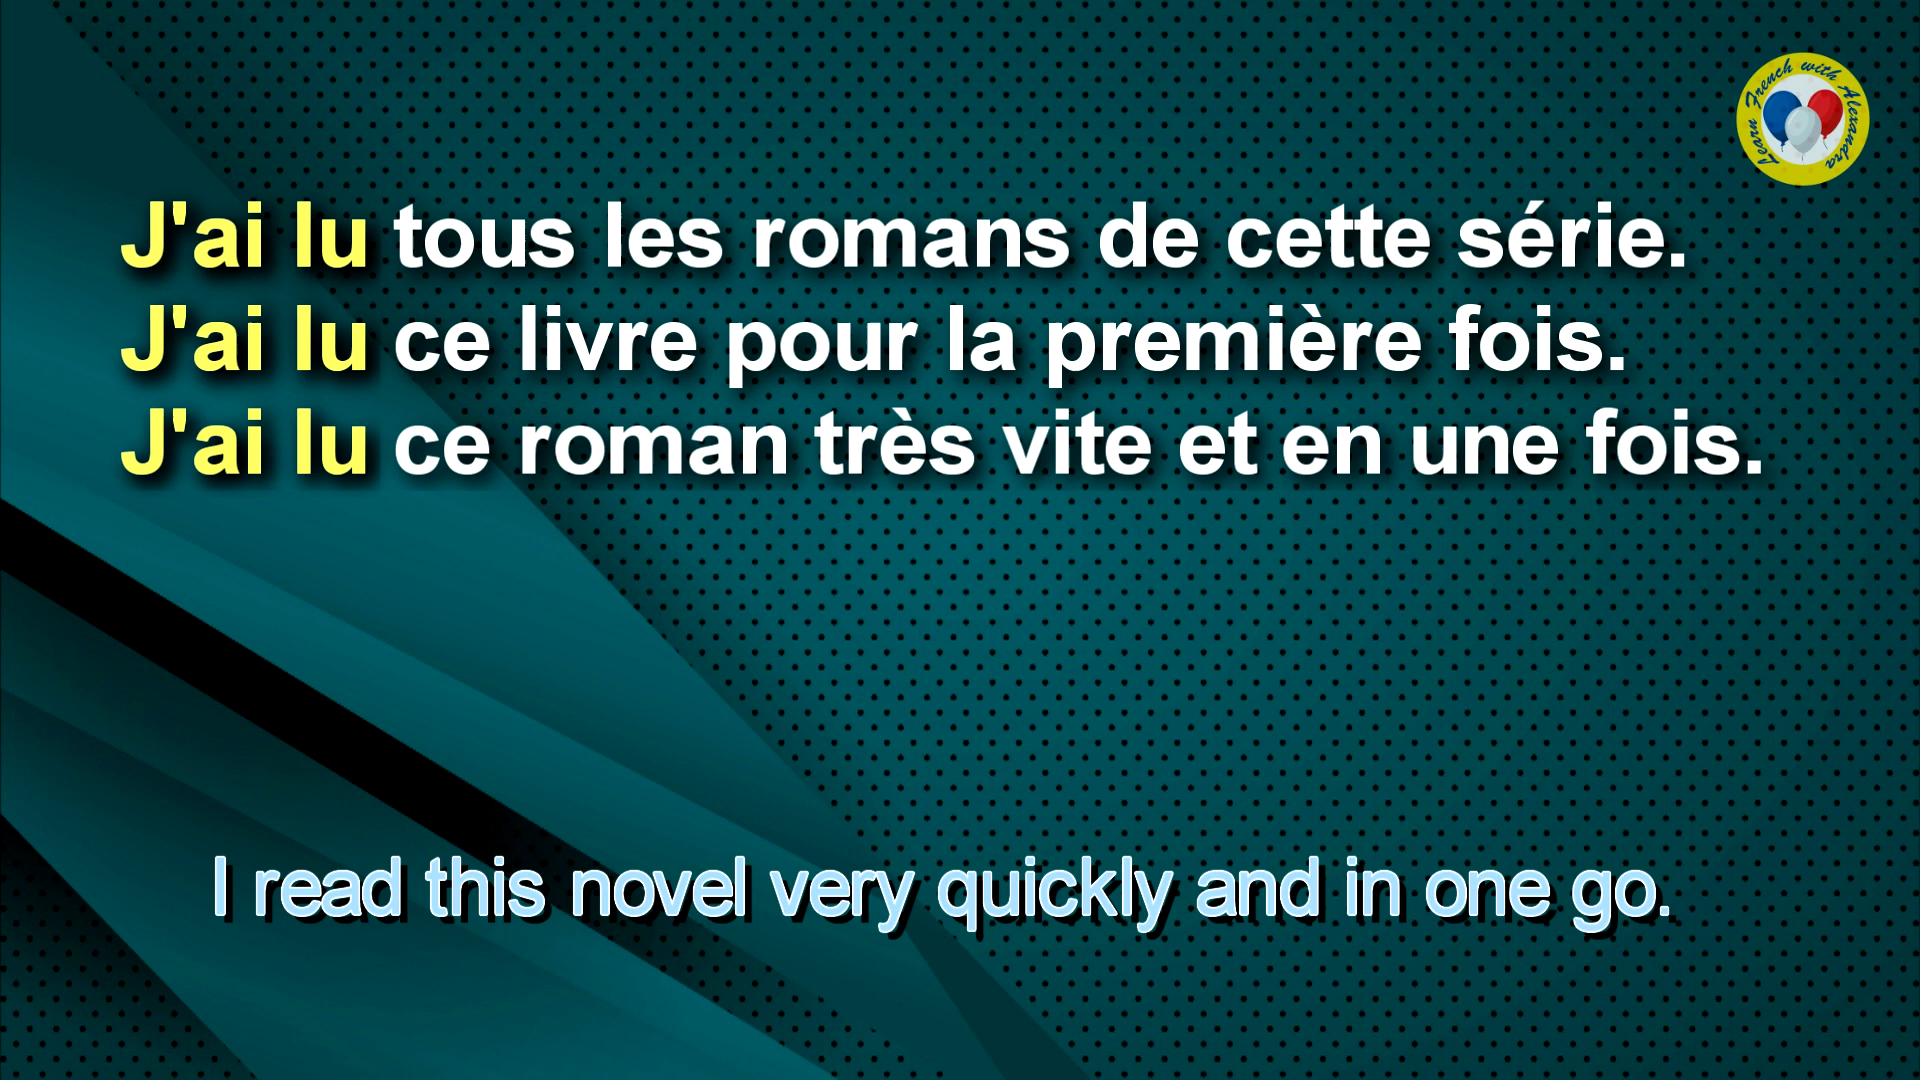 Learn French with Alexandra
J'ai lu tous les romans de cette série.
J'ai lu ce livre pour la première fois.
J'ai lu ce roman très vite et en une fois.
I read this novel very quickly and in one go.